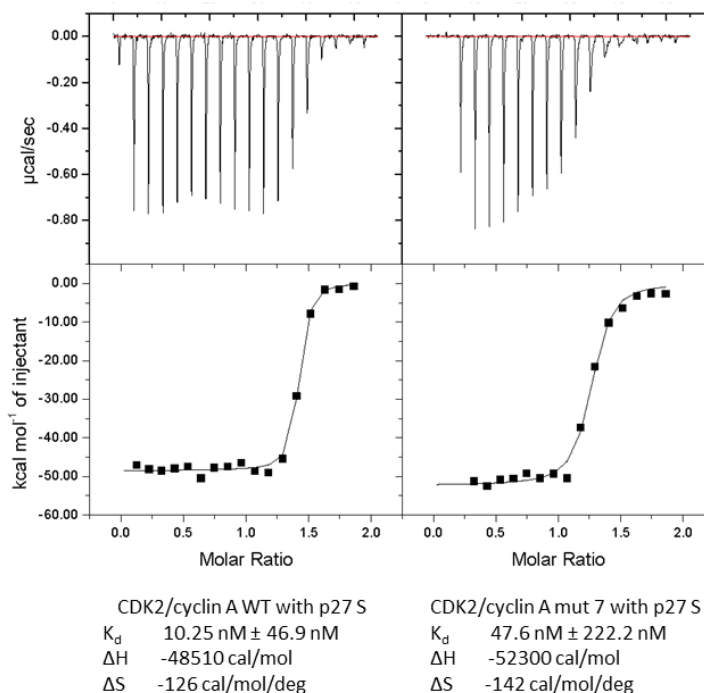 0.00
-0.20
-0.40
-0.60
-0.80
µcal/sec
0.00
-10.00
-20.00
-30.00
-40.00
-50.00
-60.00
kcal mol⁻¹ of injectant
0.0 0.5 1.0 1.5 2.0
Molar Ratio
0.0 0.5 1.0 1.5 2.0
Molar Ratio
CDK2/cyclin A WT with p27 S
K_d 10.25 nM ± 46.9 nM
ΔH -48510 cal/mol
ΔS -126 cal/mol/deg
CDK2/cyclin A mut 7 with p27 S
K_d 47.6 nM ± 222.2 nM
ΔH -52300 cal/mol
ΔS -142 cal/mol/deg